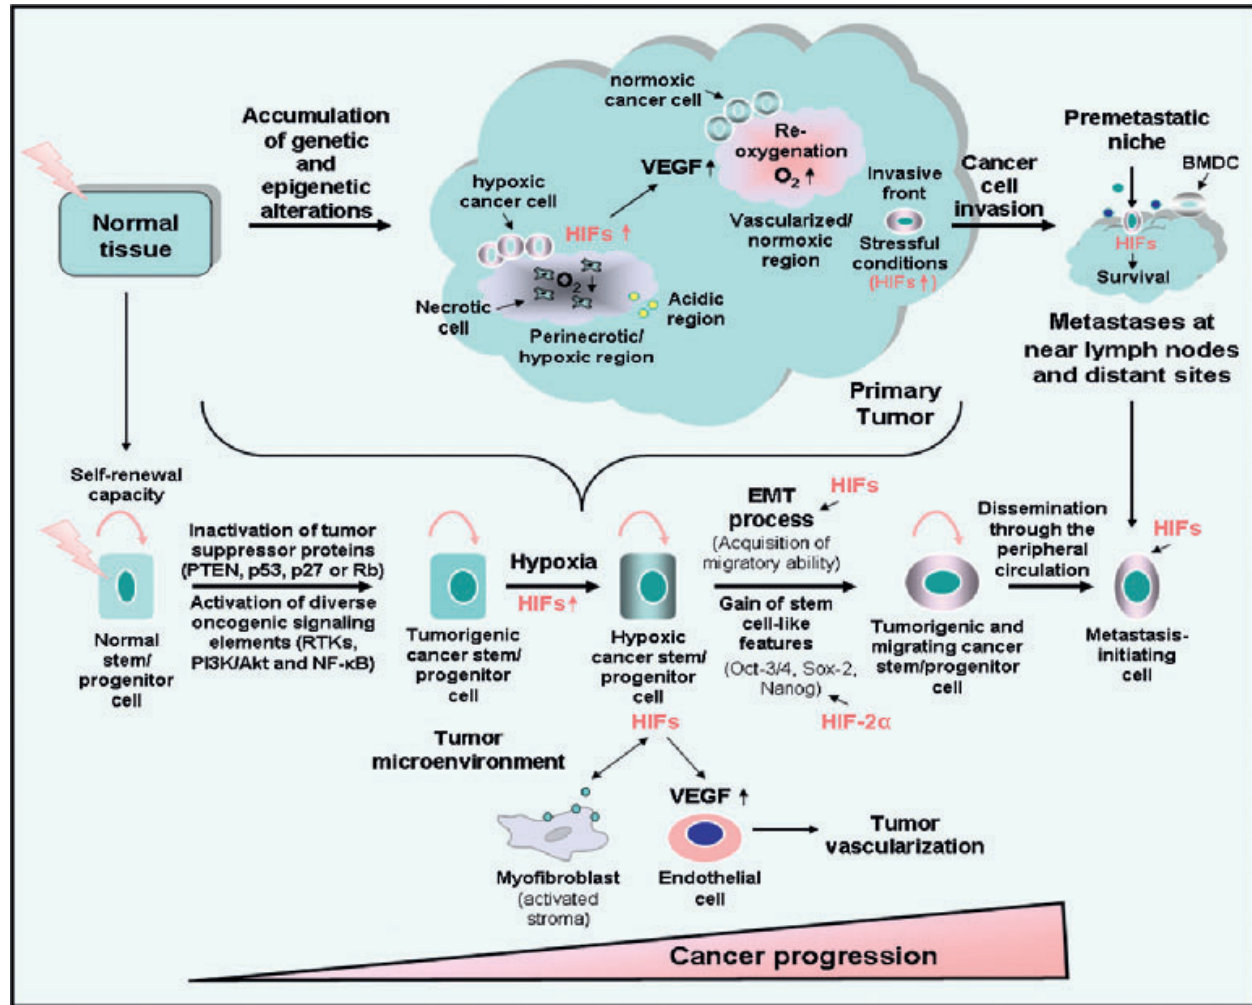 Accumulation
of genetic
and
epigenetic
alterations
Normal
tissue
normoxic
cancer cell
Re-
oxygenation
O2 ↑
VEGF ↑
hypoxic
cancer cell
HIFs ↑
O2 ↓
Necrotic
cell
Perinecrotic/
hypoxic region
Acidic
region
Vascularized/
normoxic
region
Invasive
front
Stressful
conditions
(HIFs ↑)
Primary
Tumor
Cancer
cell
invasion
Premetastatic
niche
BMDC
HIFs
Survival
Metastases at
near lymph nodes
and distant sites
Self-renewal
capacity
Normal
stem/
progenitor
cell
Inactivation of tumor
suppressor proteins
(PTEN, p53, p27 or Rb)
Activation of diverse
oncogenic signaling
elements (RTKs,
PI3K/Akt and NF-κB)
Tumorigenic
cancer stem/
progenitor
cell
Hypoxia
HIFs ↑
Hypoxic
cancer stem/
progenitor
cell
HIFs
EMT
process
HIFs
(Acquisition of
migratory ability)
Gain of stem
cell-like
features
(Oct-3/4, Sox-2,
Nanog)
HIF-2α
Tumorigenic and
migrating cancer
stem/progenitor
cell
Dissemination
through the
peripheral
circulation
HIFs
Metastasis-
initiating
cell
Tumor
microenvironment
Myofibroblast
(activated
stroma)
VEGF ↑
Endothelial
cell
Tumor
vascularization
Cancer progression